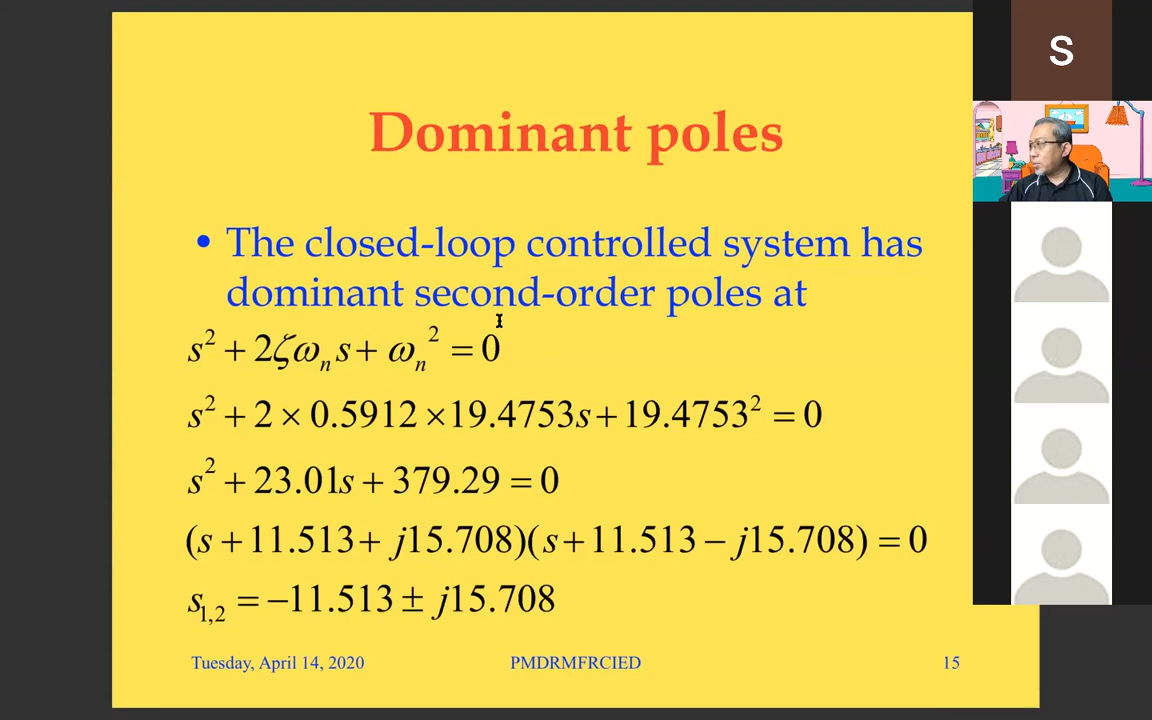 S
Dominant poles
• The closed-loop controlled system has
dominant second-order poles at
s² + 2ζωₙs + ωₙ² = 0
s² + 2 × 0.5912 × 19.4753s + 19.4753² = 0
s² + 23.01s + 379.29 = 0
(s + 11.513 + j15.708)(s + 11.513 − j15.708) = 0
s₁,₂ = −11.513 ± j15.708
Tuesday, April 14, 2020 PMDRMFRCIED 15